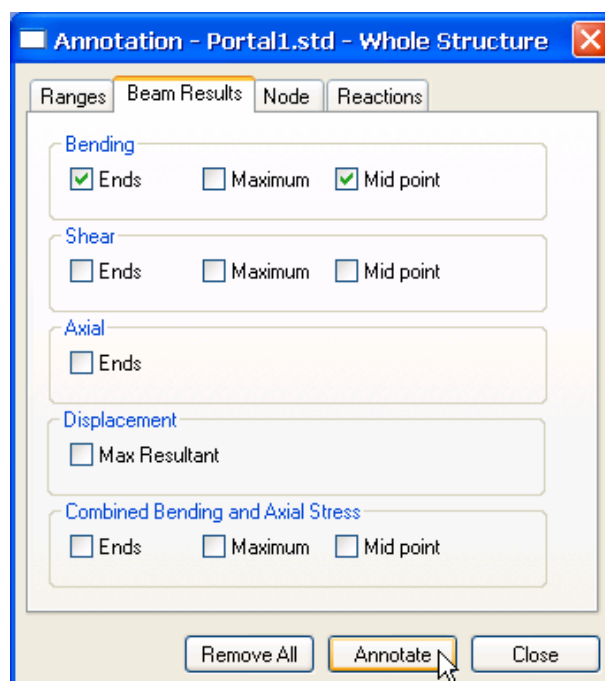 Annotation - Portal1.std - Whole Structure
Ranges Beam Results Node Reactions
Bending
Ends Maximum Mid point
Shear
Ends Maximum Mid point
Axial
Ends
Displacement
Max Resultant
Combined Bending and Axial Stress
Ends Maximum Mid point
Remove All Annotate Close